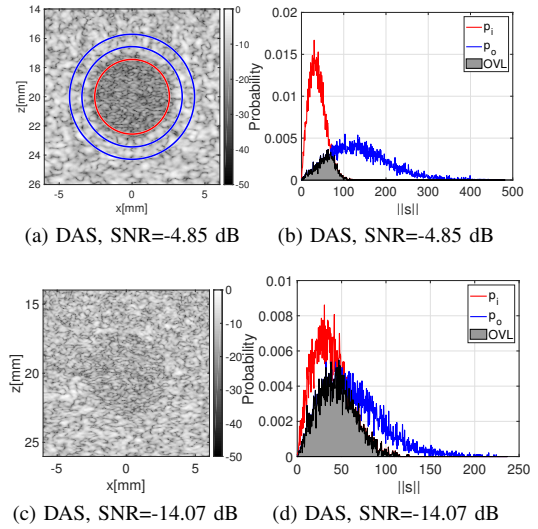 14
16
18
20
22
24
26
z[mm]
-5 0 5
x[mm]
0
-10
-20
-30
-40
-50
(a) DAS, SNR=-4.85 dB
0.02
0.015
0.01
0.005
0
Probability
0 100 200 300 400 500
||s||
p_i
p_o
OVL
(b) DAS, SNR=-4.85 dB
15
20
25
z[mm]
-5 0 5
x[mm]
0
-10
-20
-30
-40
-50
(c) DAS, SNR=-14.07 dB
0.01
0.008
0.006
0.004
0.002
0
Probability
0 50 100 150 200 250
||s||
p_i
p_o
OVL
(d) DAS, SNR=-14.07 dB